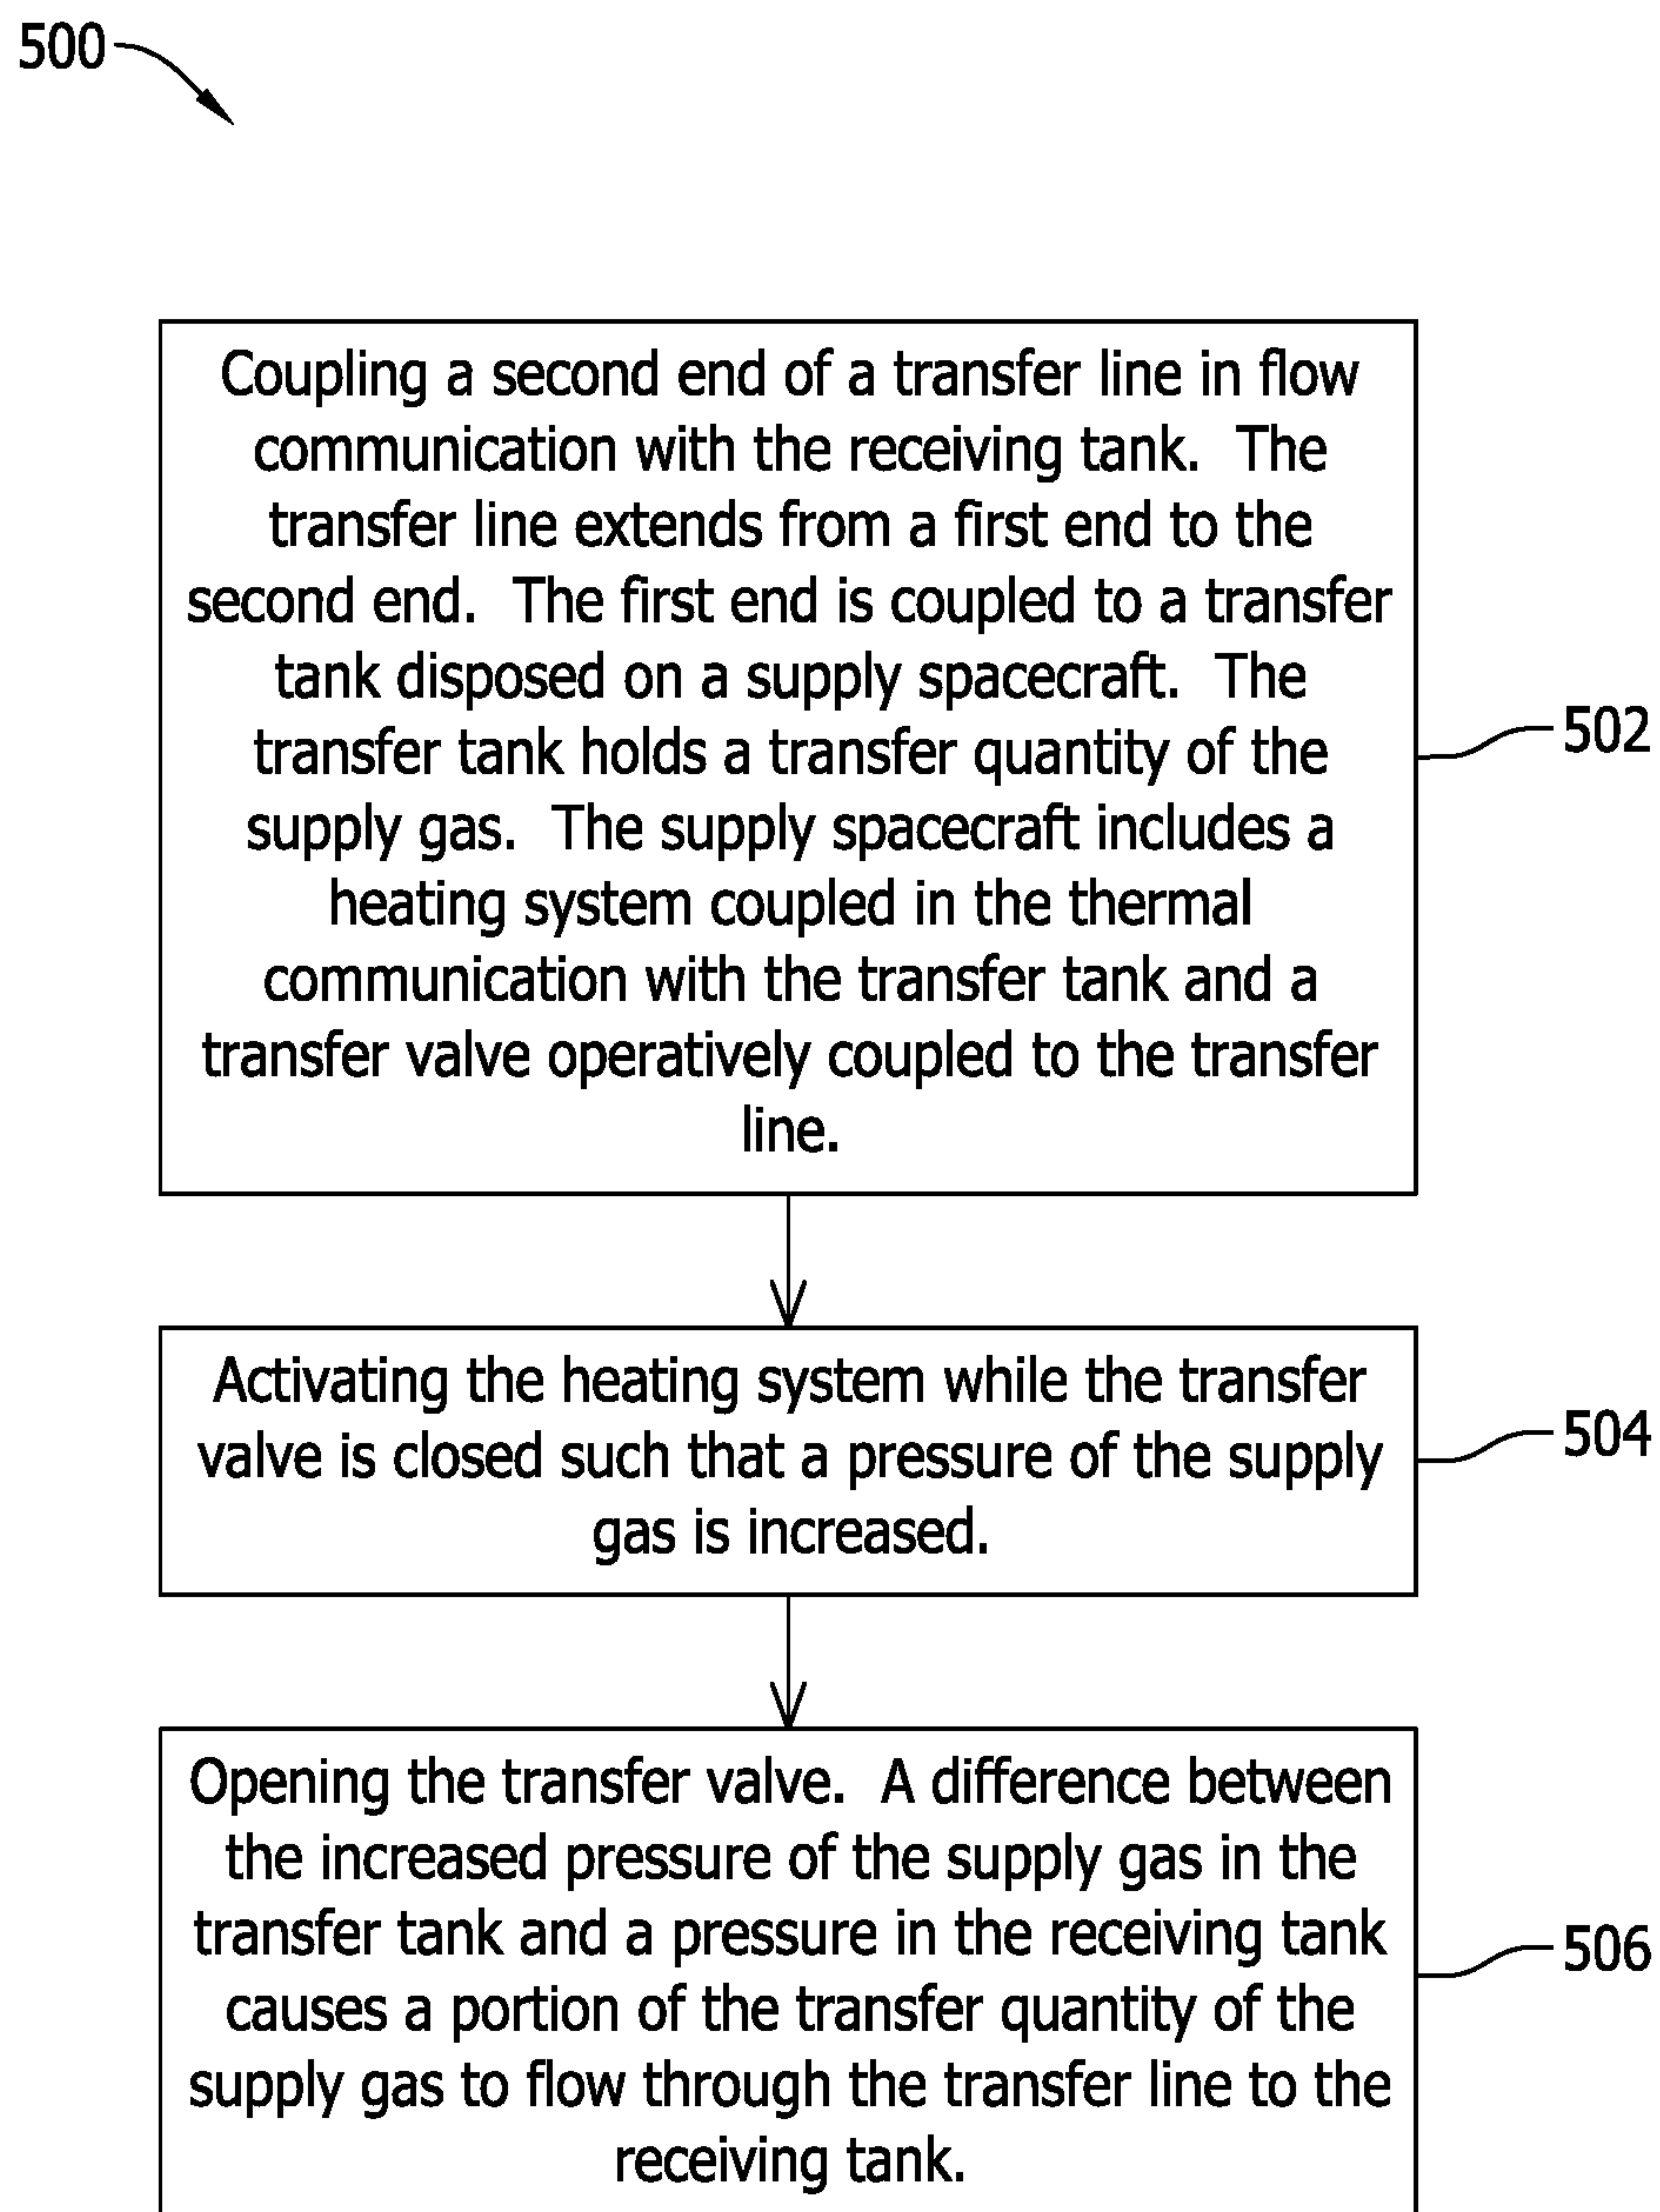 500
Coupling a second end of a transfer line in flow
communication with the receiving tank. The
transfer line extends from a first end to the
second end. The first end is coupled to a transfer
tank disposed on a supply spacecraft. The
transfer tank holds a transfer quantity of the
supply gas. The supply spacecraft includes a
heating system coupled in the thermal
communication with the transfer tank and a
transfer valve operatively coupled to the transfer
line.
502
Activating the heating system while the transfer
valve is closed such that a pressure of the supply
gas is increased.
504
Opening the transfer valve. A difference between
the increased pressure of the supply gas in the
transfer tank and a pressure in the receiving tank
causes a portion of the transfer quantity of the
supply gas to flow through the transfer line to the
receiving tank.
506